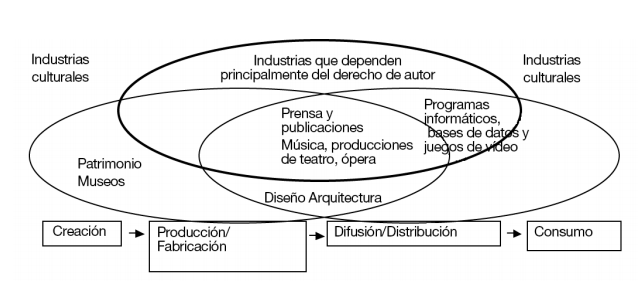 Industrias
culturales
Industrias que dependen
principalmente del derecho de autor
Industrias
culturales
Prensa y
publicaciones
Música, producciones
de teatro, ópera
Programas
informáticos,
bases de datos y
juegos de vídeo
Patrimonio
Museos
Diseño Arquitectura
Creación
Producción/
Fabricación
Difusión/Distribución
Consumo